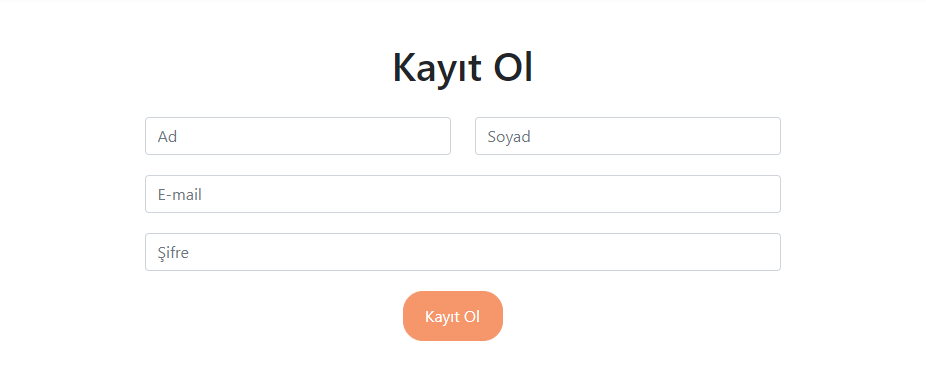 Kayıt Ol
Ad
Soyad
E-mail
Şifre
Kayıt Ol